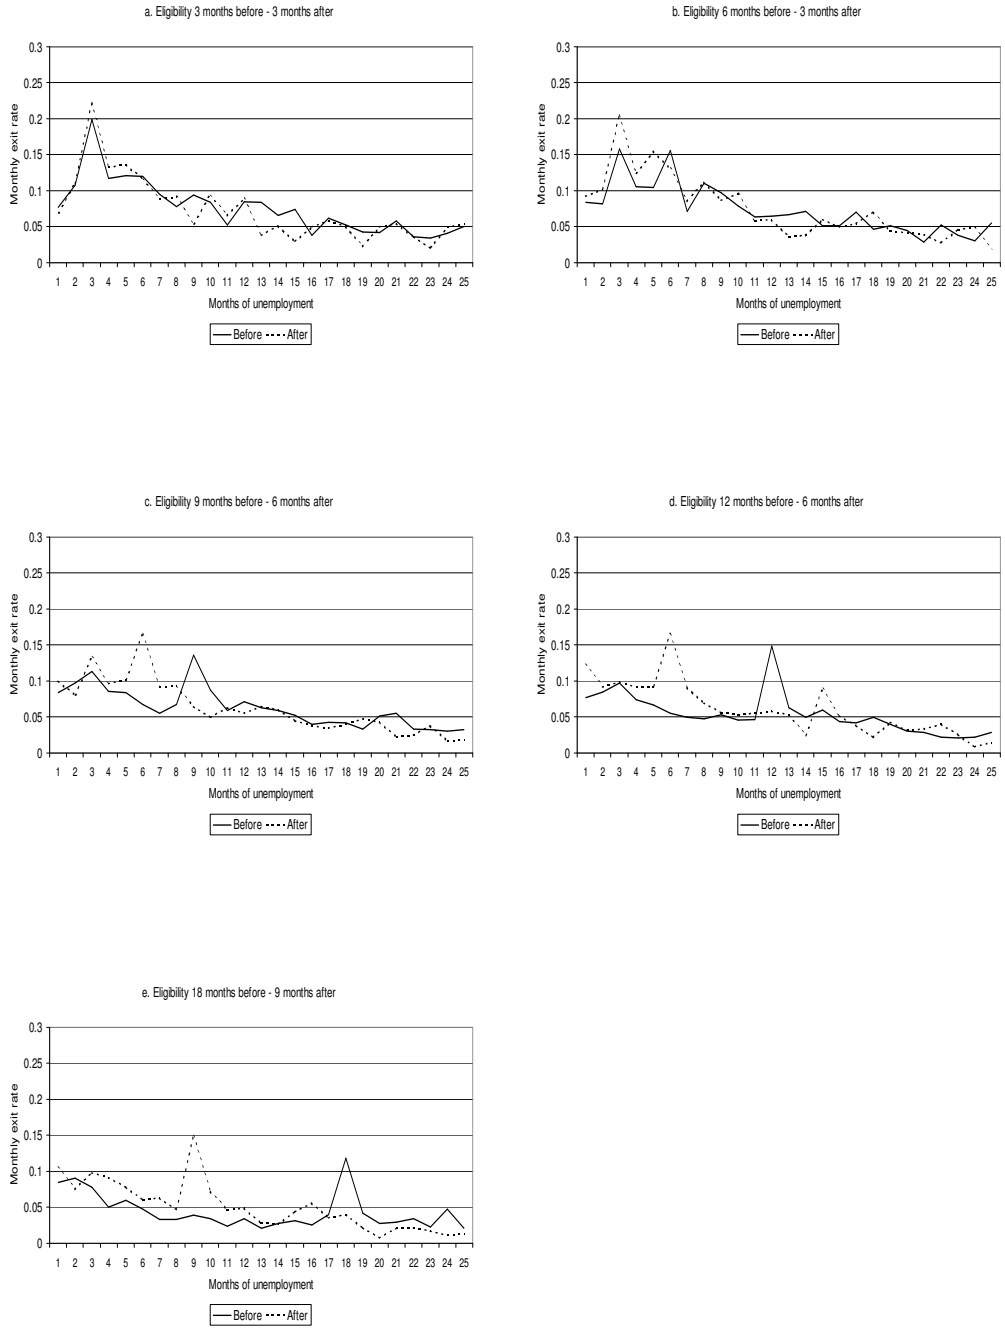 a. Eligibility 3 months before - 3 months after
0.3
0.25
0.2
0.15
0.1
0.05
0
Monthly exit rate
1 2 3 4 5 6 7 8 9 10 11 12 13 14 15 16 17 18 19 20 21 22 23 24 25
Months of unemployment
Before After
b. Eligibility 6 months before - 3 months after
0.3
0.25
0.2
0.15
0.1
0.05
0
Monthly exit rate
1 2 3 4 5 6 7 8 9 10 11 12 13 14 15 16 17 18 19 20 21 22 23 24 25
Months of unemployment
Before After
c. Eligibility 9 months before - 6 months after
0.3
0.25
0.2
0.15
0.1
0.05
0
Monthly exit rate
1 2 3 4 5 6 7 8 9 10 11 12 13 14 15 16 17 18 19 20 21 22 23 24 25
Months of unemployment
Before After
d. Eligibility 12 months before - 6 months after
0.3
0.25
0.2
0.15
0.1
0.05
0
Monthly exit rate
1 2 3 4 5 6 7 8 9 10 11 12 13 14 15 16 17 18 19 20 21 22 23 24 25
Months of unemployment
Before After
e. Eligibility 18 months before - 9 months after
0.3
0.25
0.2
0.15
0.1
0.05
0
Monthly exit rate
1 2 3 4 5 6 7 8 9 10 11 12 13 14 15 16 17 18 19 20 21 22 23 24 25
Months of unemployment
Before After